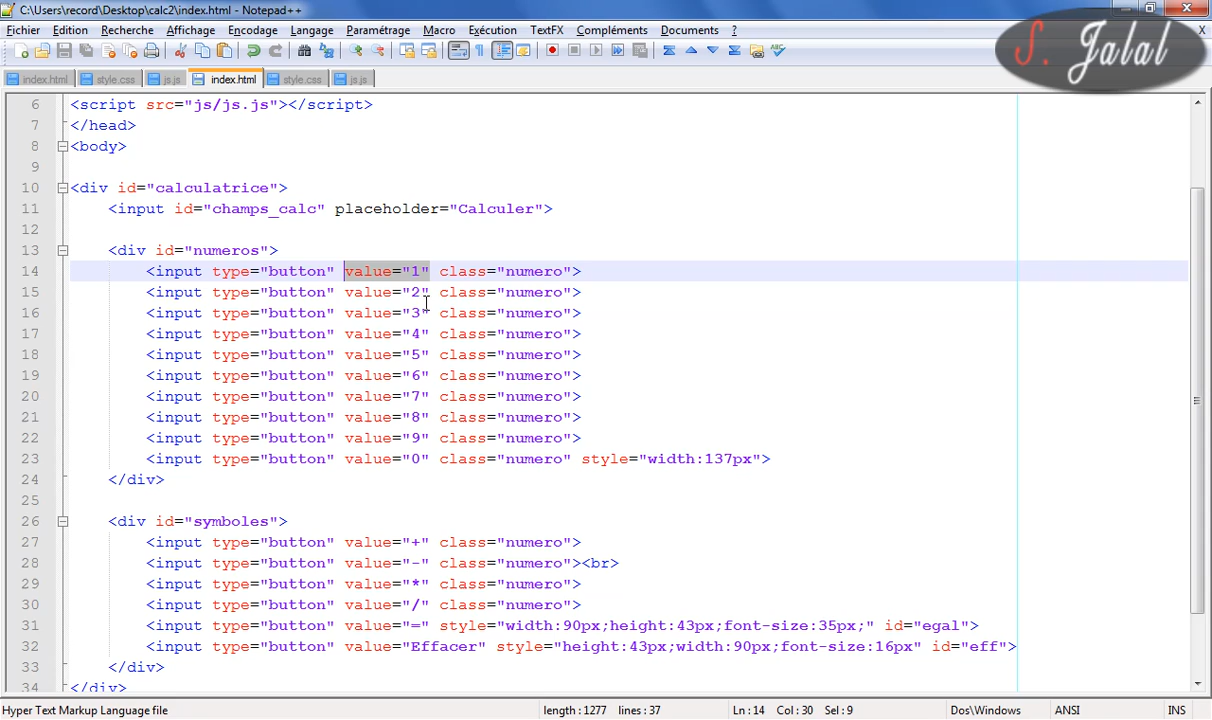 C:\Users\record\Desktop\calc2\index.html - Notepad++
S. Jalal
Fichier Edition Recherche Affichage Encodage Langage Paramétrage Macro Exécution TextFX Compléments Documents ? X
index.html style.css js.js index.html style.css js.js
6 <script src="js/js.js"></script>
7 </head>
8 <body>
9
10 <div id="calculatrice">
11 <input id="champs_calc" placeholder="Calculer">
12
13 <div id="numeros">
14 <input type="button" value="1" class="numero">
15 <input type="button" value="2" class="numero">
16 <input type="button" value="3" class="numero">
17 <input type="button" value="4" class="numero">
18 <input type="button" value="5" class="numero">
19 <input type="button" value="6" class="numero">
20 <input type="button" value="7" class="numero">
21 <input type="button" value="8" class="numero">
22 <input type="button" value="9" class="numero">
23 <input type="button" value="0" class="numero" style="width:137px">
24 </div>
25
26 <div id="symboles">
27 <input type="button" value="+" class="numero">
28 <input type="button" value="-" class="numero"><br>
29 <input type="button" value="*" class="numero">
30 <input type="button" value="/" class="numero">
31 <input type="button" value="=" style="width:90px;height:43px;font-size:35px;" id="egal">
32 <input type="button" value="Effacer" style="height:43px;width:90px;font-size:16px" id="eff">
33 </div>
34 </div>
Hyper Text Markup Language file length : 1277 lines : 37 Ln : 14 Col : 30 Sel : 9 Dos\Windows ANSI INS